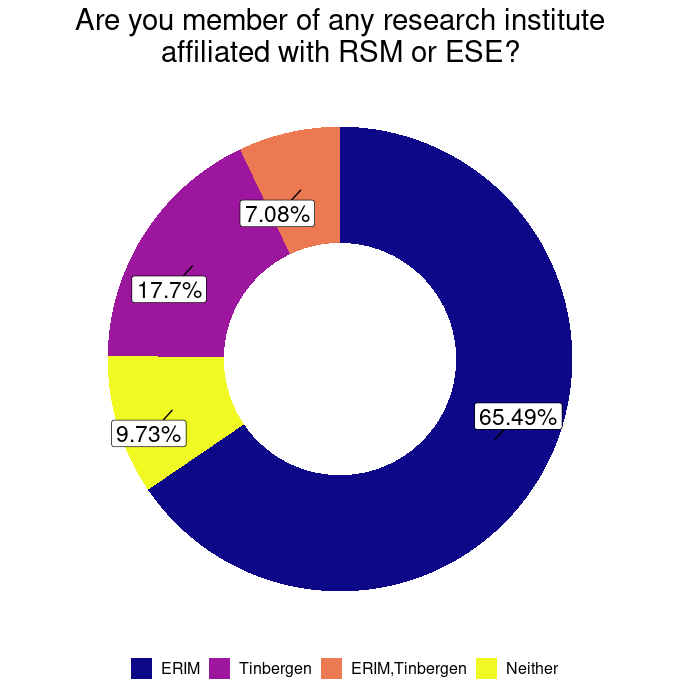 Are you member of any research institute
affiliated with RSM or ESE?
7.08%
17.7%
65.49%
9.73%
ERIM Tinbergen ERIM,Tinbergen Neither